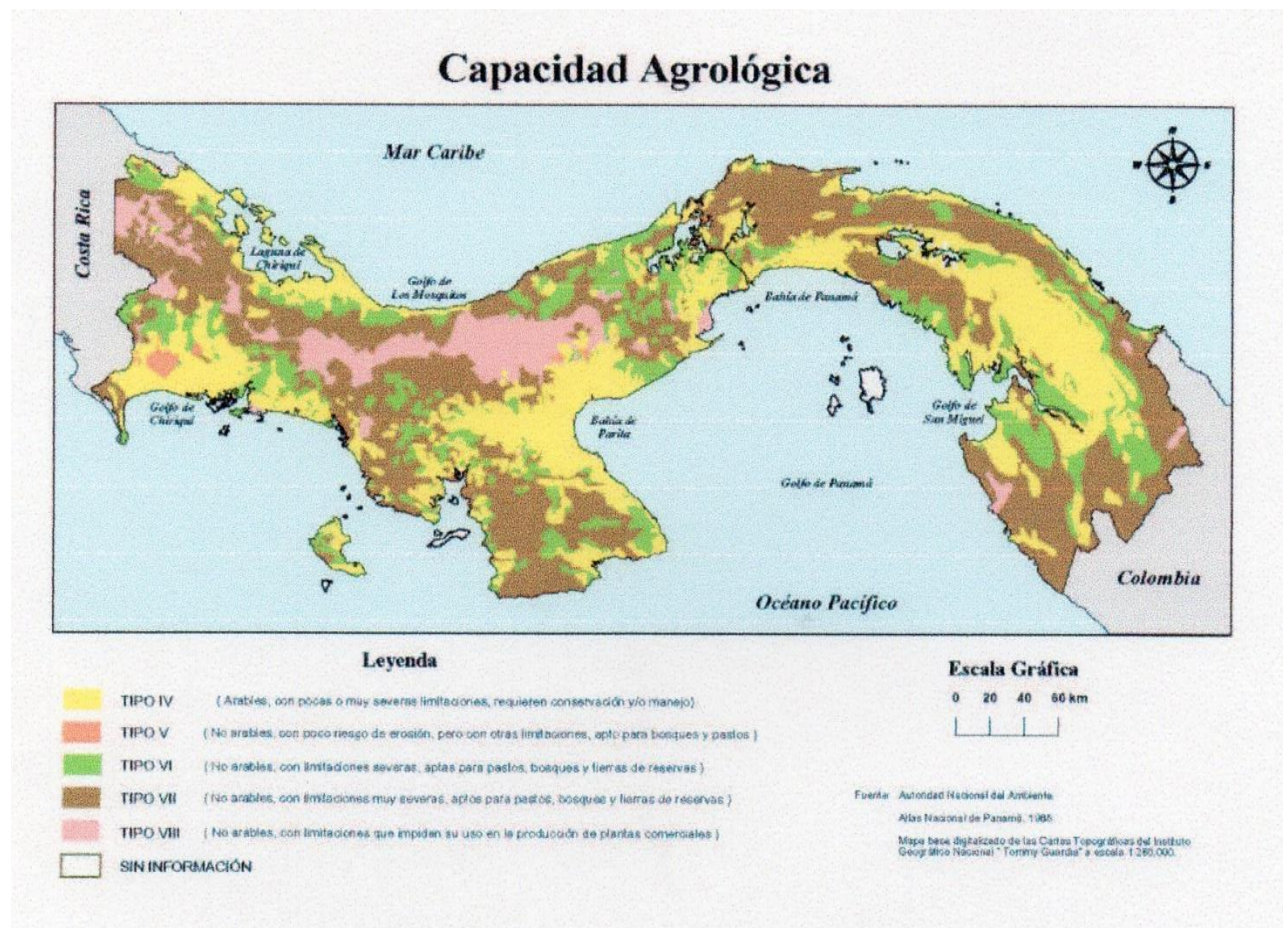 Capacidad Agrológica
Mar Caribe
Costa Rica
N
W
S
Laguna de
Chiriquí
Golfo de
Los Mosquitos
Bahía de Panamá
Golfo de
Chiriquí
Bahía de
Parita
Golfo de
San Miguel
Golfo de Panamá
Colombia
Océano Pacífico
Leyenda
TIPO IV ( Arables, con pocas o muy severas limitaciones, requieren conservación y/o manejo)
TIPO V ( No arables, con poco riesgo de erosión, pero con otras limitaciones, apto para bosques y pastos )
TIPO VI ( No arables, con limitaciones severas, aptas para pastos, bosques y tierras de reservas )
TIPO VII ( No arables, con limitaciones muy severas, aptos para pastos, bosques y tierras de reservas )
TIPO VIII ( No arables, con limitaciones que impiden su uso en la producción de plantas comerciales )
SIN INFORMACIÓN
Escala Gráfica
0 20 40 60 km
Fuente: Autoridad Nacional del Ambiente.
Atlas Nacional de Panamá,
Mapa base digitalizado de las Cartas Topográficas del Instituto
Geográfico Nacional " Tommy Guardia" a escala 1:250,000.